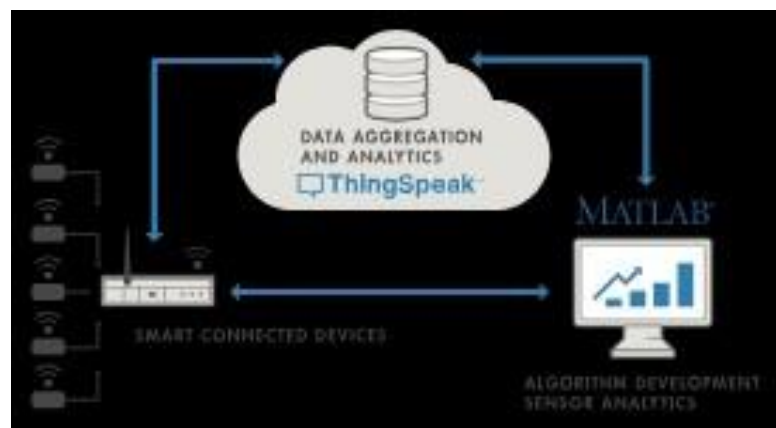 DATA AGGREGATION
AND ANALYTICS
ThingSpeak
MATLAB
SMART CONNECTED DEVICES
ALGORITHM DEVELOPMENT
SENSOR ANALYTICS